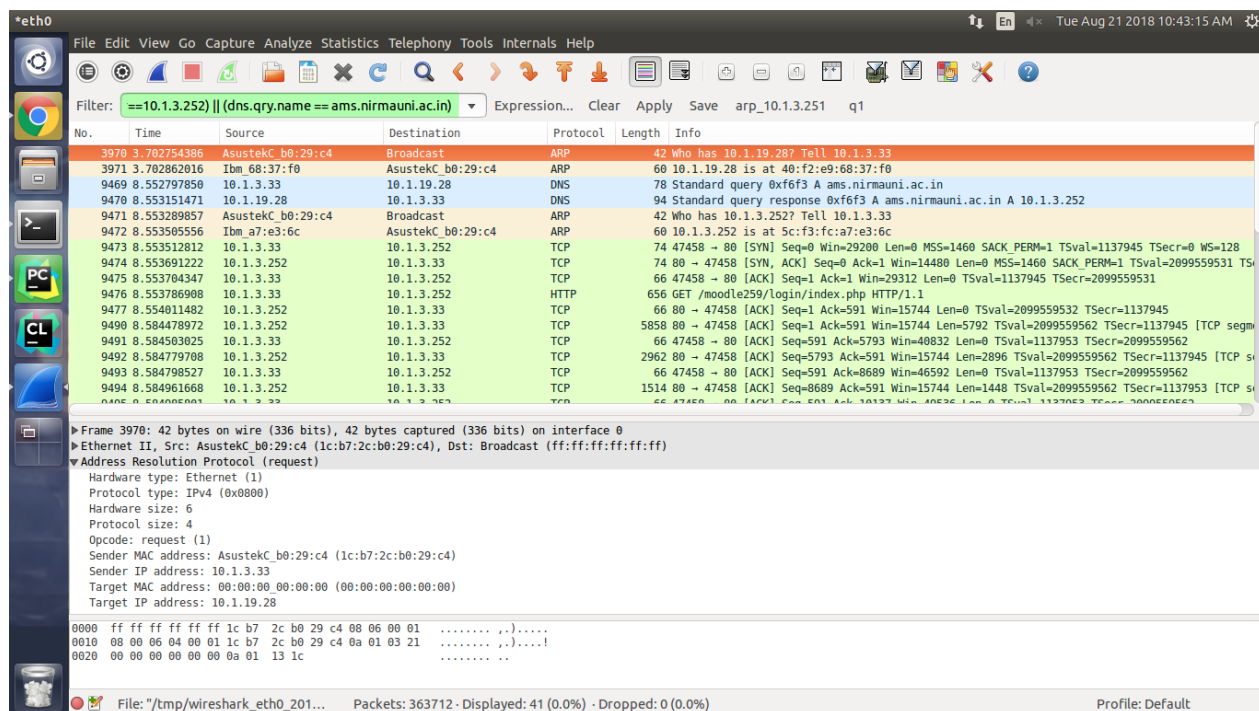 *eth0 En Tue Aug 21 2018 10:43:15 AM
File Edit View Go Capture Analyze Statistics Telephony Tools Internals Help
Filter: ==10.1.3.252) || (dns.qry.name == ams.nirmauni.ac.in) Expression... Clear Apply Save arp_10.1.3.251 q1
No. Time Source Destination Protocol Length Info
3970 3.702754386 AsustekC_b0:29:c4 Broadcast ARP 42 Who has 10.1.19.28? Tell 10.1.3.33
3971 3.702862016 Ibm_68:37:f0 AsustekC_b0:29:c4 ARP 60 10.1.19.28 is at 40:f2:e9:68:37:f0
9469 8.552797850 10.1.3.33 10.1.19.28 DNS 78 Standard query 0xf6f3 A ams.nirmauni.ac.in
9470 8.553151471 10.1.19.28 10.1.3.33 DNS 94 Standard query response 0xf6f3 A ams.nirmauni.ac.in A 10.1.3.252
9471 8.553289857 AsustekC_b0:29:c4 Broadcast ARP 42 Who has 10.1.3.252? Tell 10.1.3.33
9472 8.553505556 Ibm_a7:e3:6c AsustekC_b0:29:c4 ARP 60 10.1.3.252 is at 5c:f3:fc:a7:e3:6c
9473 8.553512812 10.1.3.33 10.1.3.252 TCP 74 47458 → 80 [SYN] Seq=0 Win=29200 Len=0 MSS=1460 SACK_PERM=1 TSval=1137945 TSecr=0 WS=128
9474 8.553691222 10.1.3.252 10.1.3.33 TCP 74 80 → 47458 [SYN, ACK] Seq=0 Ack=1 Win=14480 Len=0 MSS=1460 SACK_PERM=1 TSval=2099559531 TS
9475 8.553704347 10.1.3.33 10.1.3.252 TCP 66 47458 → 80 [ACK] Seq=1 Ack=1 Win=29312 Len=0 TSval=1137945 TSecr=2099559531
9476 8.553786908 10.1.3.33 10.1.3.252 HTTP 656 GET /moodle259/login/index.php HTTP/1.1
9477 8.554011482 10.1.3.252 10.1.3.33 TCP 66 80 → 47458 [ACK] Seq=1 Ack=591 Win=15744 Len=0 TSval=2099559532 TSecr=1137945
9490 8.584478972 10.1.3.252 10.1.3.33 TCP 5858 80 → 47458 [ACK] Seq=1 Ack=591 Win=15744 Len=5792 TSval=2099559562 TSecr=1137945 [TCP segm
9491 8.584503025 10.1.3.33 10.1.3.252 TCP 66 47458 → 80 [ACK] Seq=591 Ack=5793 Win=40832 Len=0 TSval=1137953 TSecr=2099559562
9492 8.584779708 10.1.3.252 10.1.3.33 TCP 2962 80 → 47458 [ACK] Seq=5793 Ack=591 Win=15744 Len=2896 TSval=2099559562 TSecr=1137945 [TCP s
9493 8.584798527 10.1.3.33 10.1.3.252 TCP 66 47458 → 80 [ACK] Seq=591 Ack=8689 Win=46592 Len=0 TSval=1137953 TSecr=2099559562
9494 8.584961668 10.1.3.252 10.1.3.33 TCP 1514 80 → 47458 [ACK] Seq=8689 Ack=591 Win=15744 Len=1448 TSval=2099559562 TSecr=1137953 [TCP s
Frame 3970: 42 bytes on wire (336 bits), 42 bytes captured (336 bits) on interface 0
Ethernet II, Src: AsustekC_b0:29:c4 (1c:b7:2c:b0:29:c4), Dst: Broadcast (ff:ff:ff:ff:ff:ff)
Address Resolution Protocol (request)
Hardware type: Ethernet (1)
Protocol type: IPv4 (0x0800)
Hardware size: 6
Protocol size: 4
Opcode: request (1)
Sender MAC address: AsustekC_b0:29:c4 (1c:b7:2c:b0:29:c4)
Sender IP address: 10.1.3.33
Target MAC address: 00:00:00_00:00:00 (00:00:00:00:00:00)
Target IP address: 10.1.19.28
0000 ff ff ff ff ff ff 1c b7 2c b0 29 c4 08 06 00 01 ........ ,.).....
0010 08 00 06 04 00 01 1c b7 2c b0 29 c4 0a 01 03 21 ........ ,.)....!
0020 00 00 00 00 00 00 0a 01 13 1c ........ ..
File: "/tmp/wireshark_eth0_201... Packets: 363712 · Displayed: 41 (0.0%) · Dropped: 0 (0.0%) Profile: Default
PC
CL